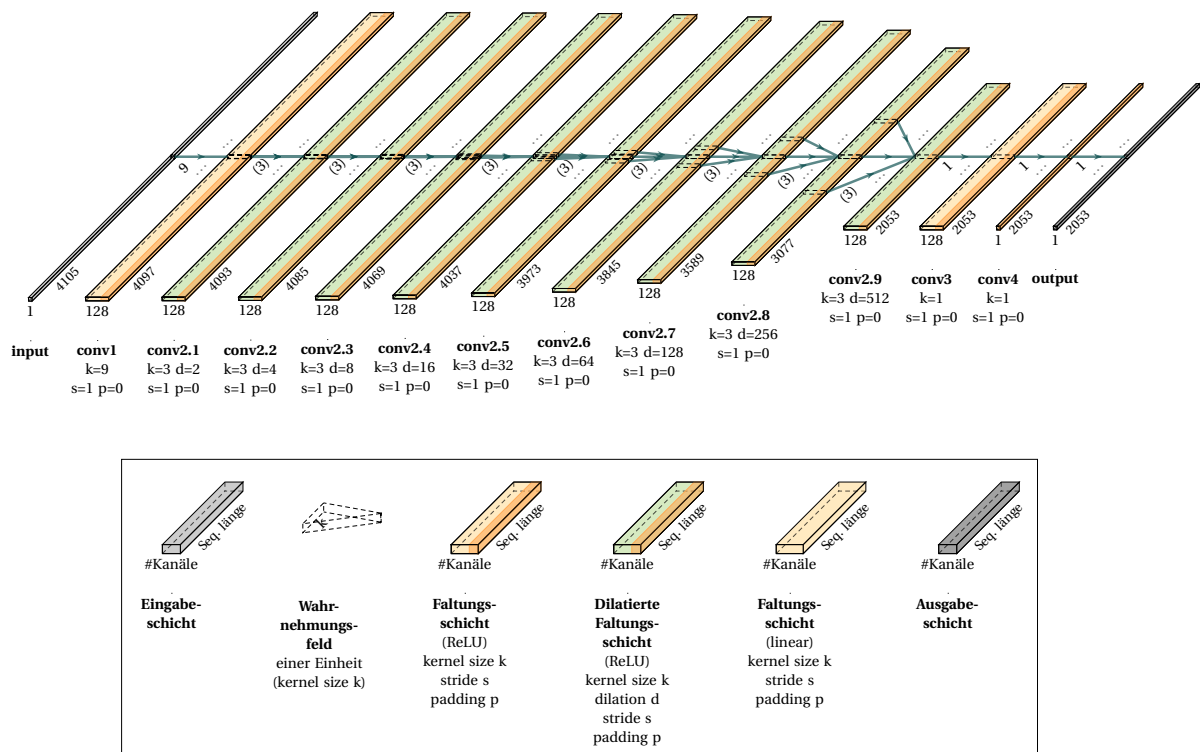 9 (3) (3) (3) (3) (3) (3) (3) (3) (3) 1 1 1
4105 4097 4093 4085 4069 4037 3973 3845 3589 3077 2053 2053 2053 2053
1 128 128 128 128 128 128 128 128 128 128 128 1 1
input
conv1
k=9
s=1 p=0
conv2.1
k=3 d=2
s=1 p=0
conv2.2
k=3 d=4
s=1 p=0
conv2.3
k=3 d=8
s=1 p=0
conv2.4
k=3 d=16
s=1 p=0
conv2.5
k=3 d=32
s=1 p=0
conv2.6
k=3 d=64
s=1 p=0
conv2.7
k=3 d=128
s=1 p=0
conv2.8
k=3 d=256
s=1 p=0
conv2.9
k=3 d=512
s=1 p=0
conv3
k=1
s=1 p=0
conv4
k=1
s=1 p=0
output
Seq. länge
#Kanäle
Eingabe-
schicht
Wahr-
nehmungs-
feld
einer Einheit
(kernel size k)
Seq. länge
#Kanäle
Faltungs-
schicht
(ReLU)
kernel size k
stride s
padding p
Seq. länge
#Kanäle
Dilatierte
Faltungs-
schicht
(ReLU)
kernel size k
dilation d
stride s
padding p
Seq. länge
#Kanäle
Faltungs-
schicht
(linear)
kernel size k
stride s
padding p
Seq. länge
#Kanäle
Ausgabe-
schicht